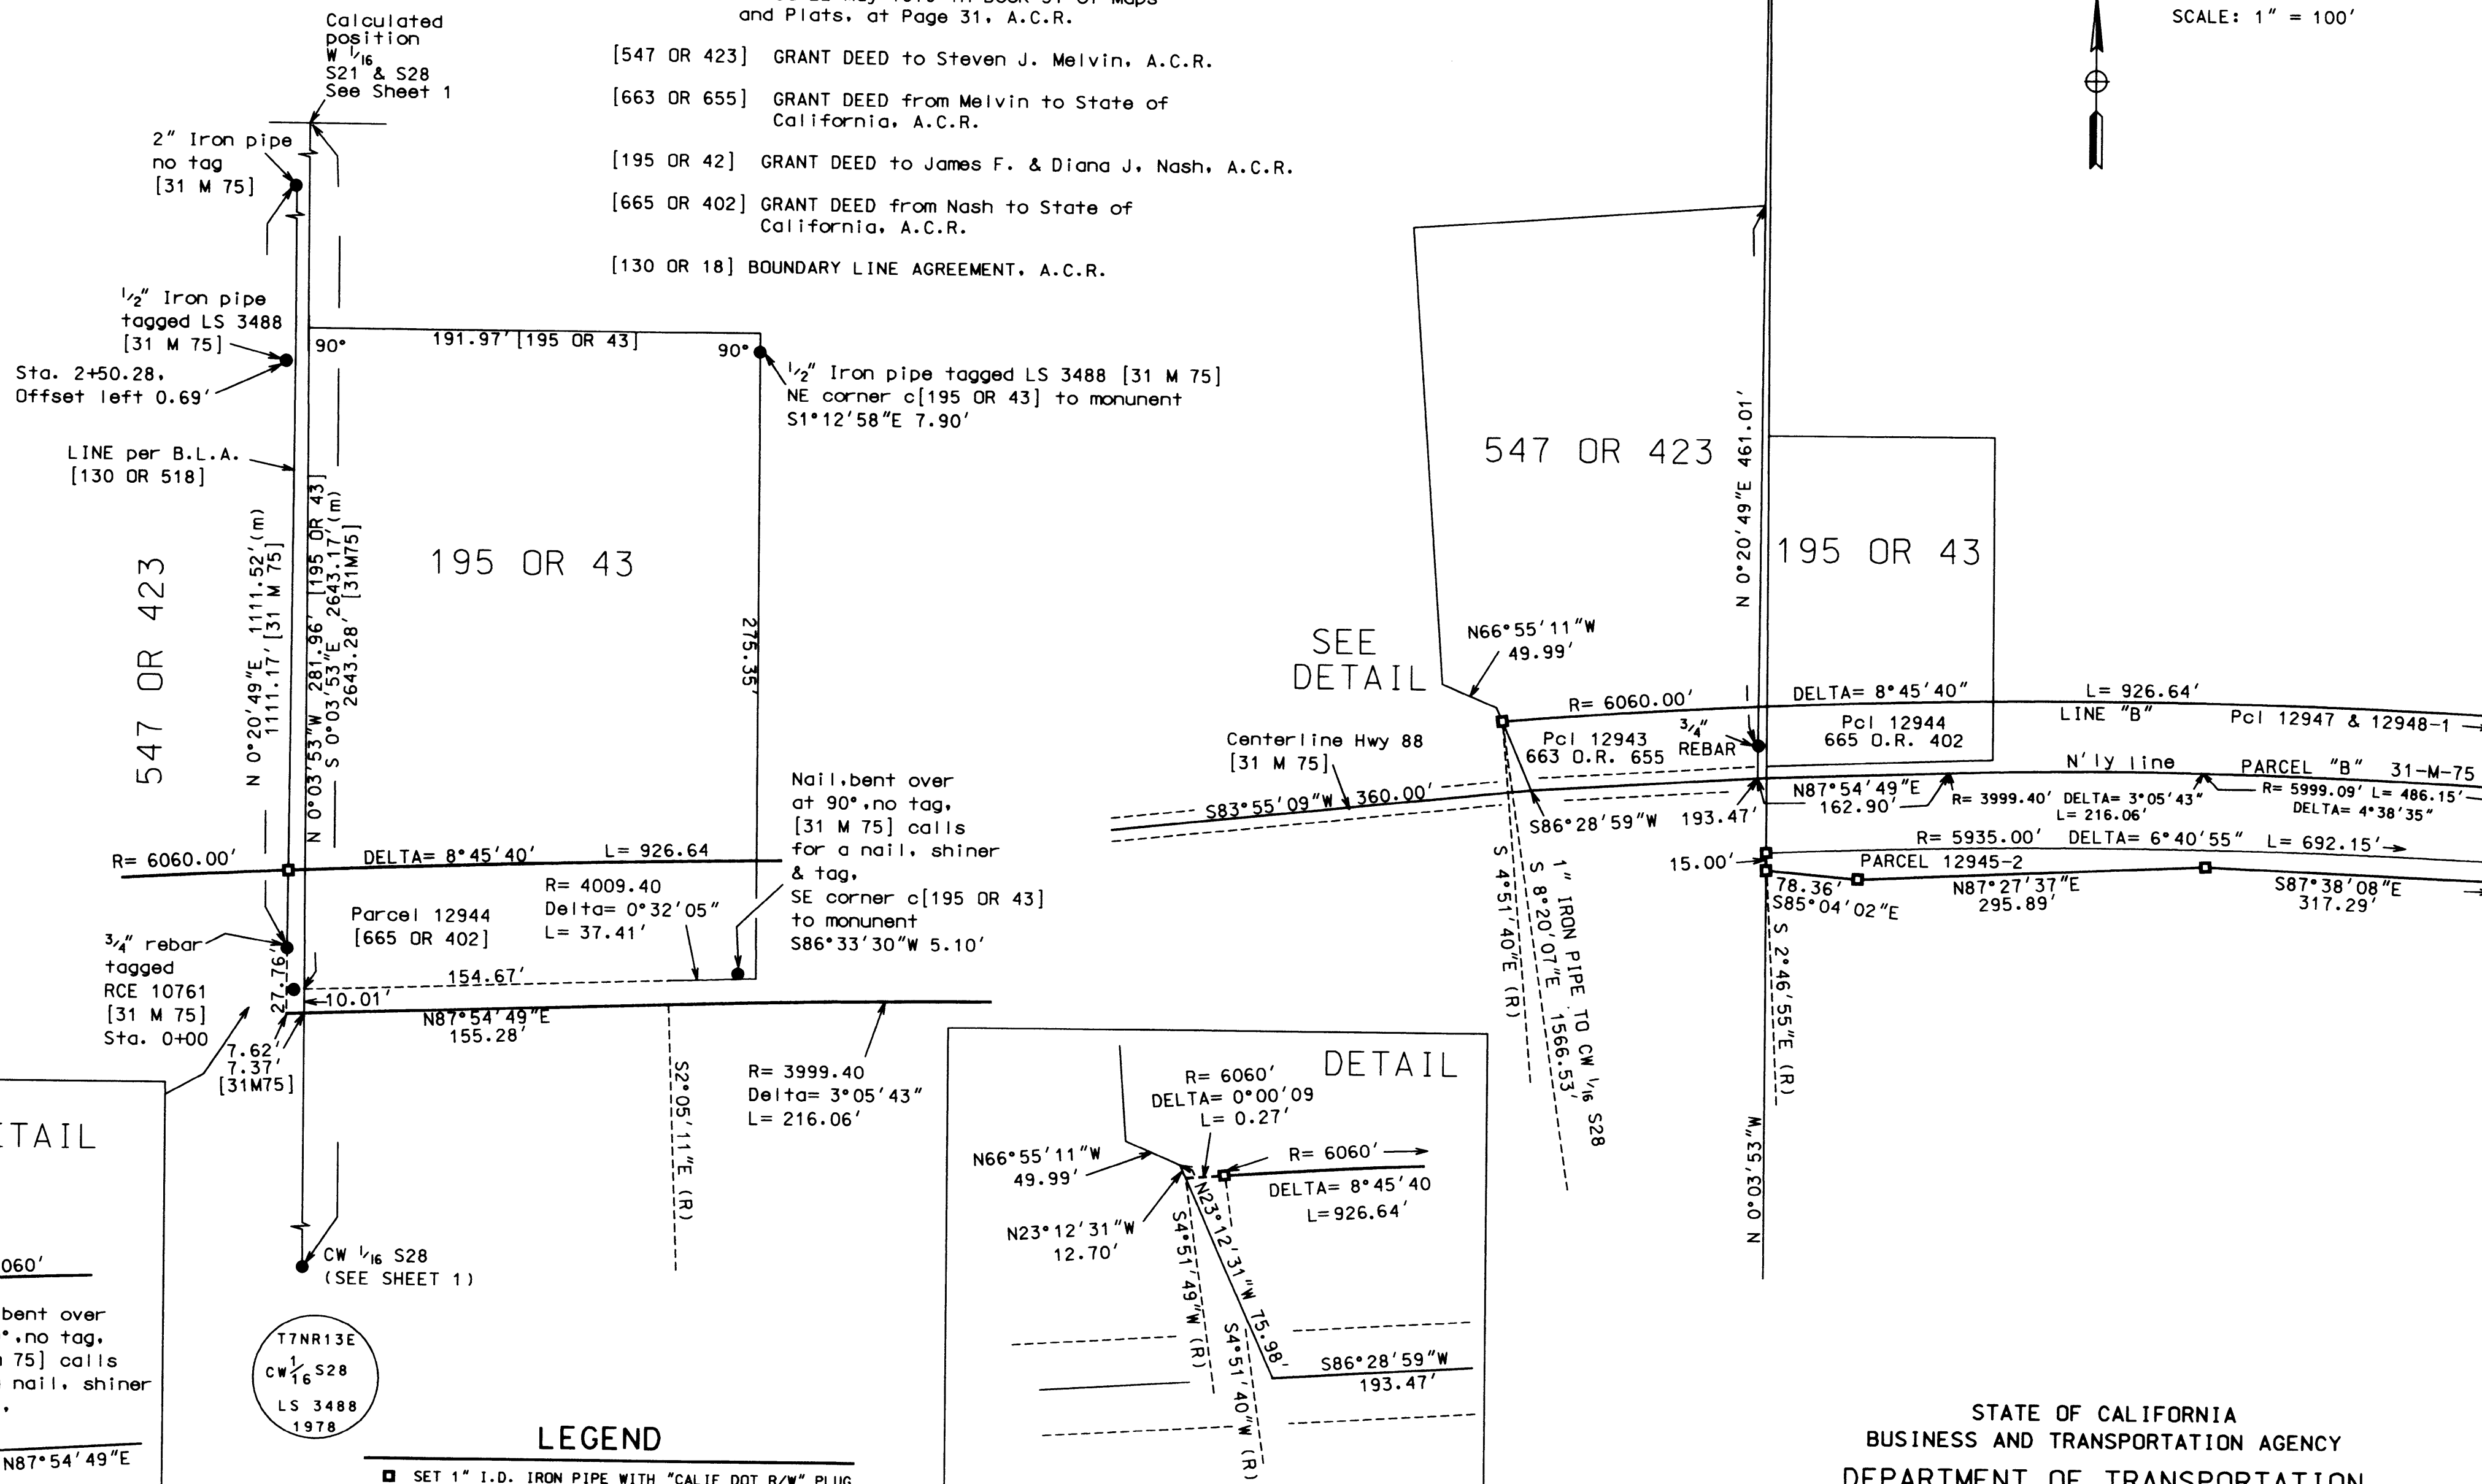 and Plats, at Page 31, A.C.R.
[547 OR 423] GRANT DEED to Steven J. Melvin, A.C.R.
[663 OR 655] GRANT DEED from Melvin to State of
California, A.C.R.
[195 OR 42] GRANT DEED to James F. & Diana J, Nash, A.C.R.
[665 OR 402] GRANT DEED from Nash to State of
California, A.C.R.
[130 OR 18] BOUNDARY LINE AGREEMENT, A.C.R.
SCALE: 1" = 100'
Calculated
position
W 1/16
S21 & S28
See Sheet 1
2" Iron pipe
no tag
[31 M 75]
1/2" Iron pipe
tagged LS 3488
[31 M 75]
Sta. 2+50.28,
Offset left 0.69'
LINE per B.L.A.
[130 OR 518]
90°
191.97' [195 OR 43]
90°
1/2" Iron pipe tagged LS 3488 [31 M 75]
NE corner c[195 OR 43] to monunent
S1°12'58"E 7.90'
547 OR 423
N 0°20'49"E 1111.52'(m)
1111.17' [31 M 75]
N 0°03'53"W 281.96' [195 OR 43]
S 0°03'53"E 2643.17'(m)
2643.28' [31M75]
195 OR 43
275.35'
Nail,bent over
at 90°,no tag,
[31 M 75] calls
for a nail, shiner
& tag,
SE corner c[195 OR 43]
to monunent
S86°33'30"W 5.10'
R= 6060.00'
DELTA= 8°45'40'
L= 926.64
R= 4009.40
Delta= 0°32'05"
L= 37.41'
Parcel 12944
[665 OR 402]
3/4" rebar
tagged
RCE 10761
[31 M 75]
Sta. 0+00
27.76'
154.67'
10.01'
N87°54'49"E
155.28'
7.62'
7.37'
[31M75]
S2°05'11"E (R)
R= 3999.40
Delta= 3°05'43"
L= 216.06'
CW 1/16 S28
(SEE SHEET 1)
T7NR13E
CW 1/16 S28
LS 3488
1978
ETAIL
060'
bent over
°,no tag,
75] calls
nail, shiner
,
N87°54'49"E
LEGEND
SET 1" I.D. IRON PIPE WITH "CALIF DOT R/W" PLUG
547 OR 423
N 0°20'49"E 461.01'
195 OR 43
SEE
DETAIL
N66°55'11"W
49.99'
R= 6060.00'
DELTA= 8°45'40"
L= 926.64'
LINE "B"
Pcl 12947 & 12948-1
Pcl 12943
663 O.R. 655
3/4"
REBAR
Pcl 12944
665 O.R. 402
Centerline Hwy 88
[31 M 75]
S83°55'09"W 360.00'
N'ly line
PARCEL "B" 31-M-75
S86°28'59"W 193.47'
N87°54'49"E
162.90'
R= 3999.40' DELTA= 3°05'43"
L= 216.06'
R= 5999.09' L= 486.15'
DELTA= 4°38'35"
R= 5935.00' DELTA= 6°40'55" L= 692.15'
15.00'
PARCEL 12945-2
78.36'
S85°04'02"E
N87°27'37"E
295.89'
S87°38'08"E
317.29'
S 4°51'40"E (R)
S 8°20'07"E 1566.53'
1" IRON PIPE TO CW 1/16 S28
S 2°46'55"E (R)
N 0°03'53"W
DETAIL
R= 6060'
DELTA= 0°00'09
L= 0.27'
N66°55'11"W
49.99'
R= 6060'
DELTA= 8°45'40
L=926.64'
N23°12'31"W
12.70'
N23°12'31"W 75.98'
S4°51'49"W (R)
S4°51'40"W (R)
S86°28'59"W
193.47'
STATE OF CALIFORNIA
BUSINESS AND TRANSPORTATION AGENCY
DEPARTMENT OF TRANSPORTATION